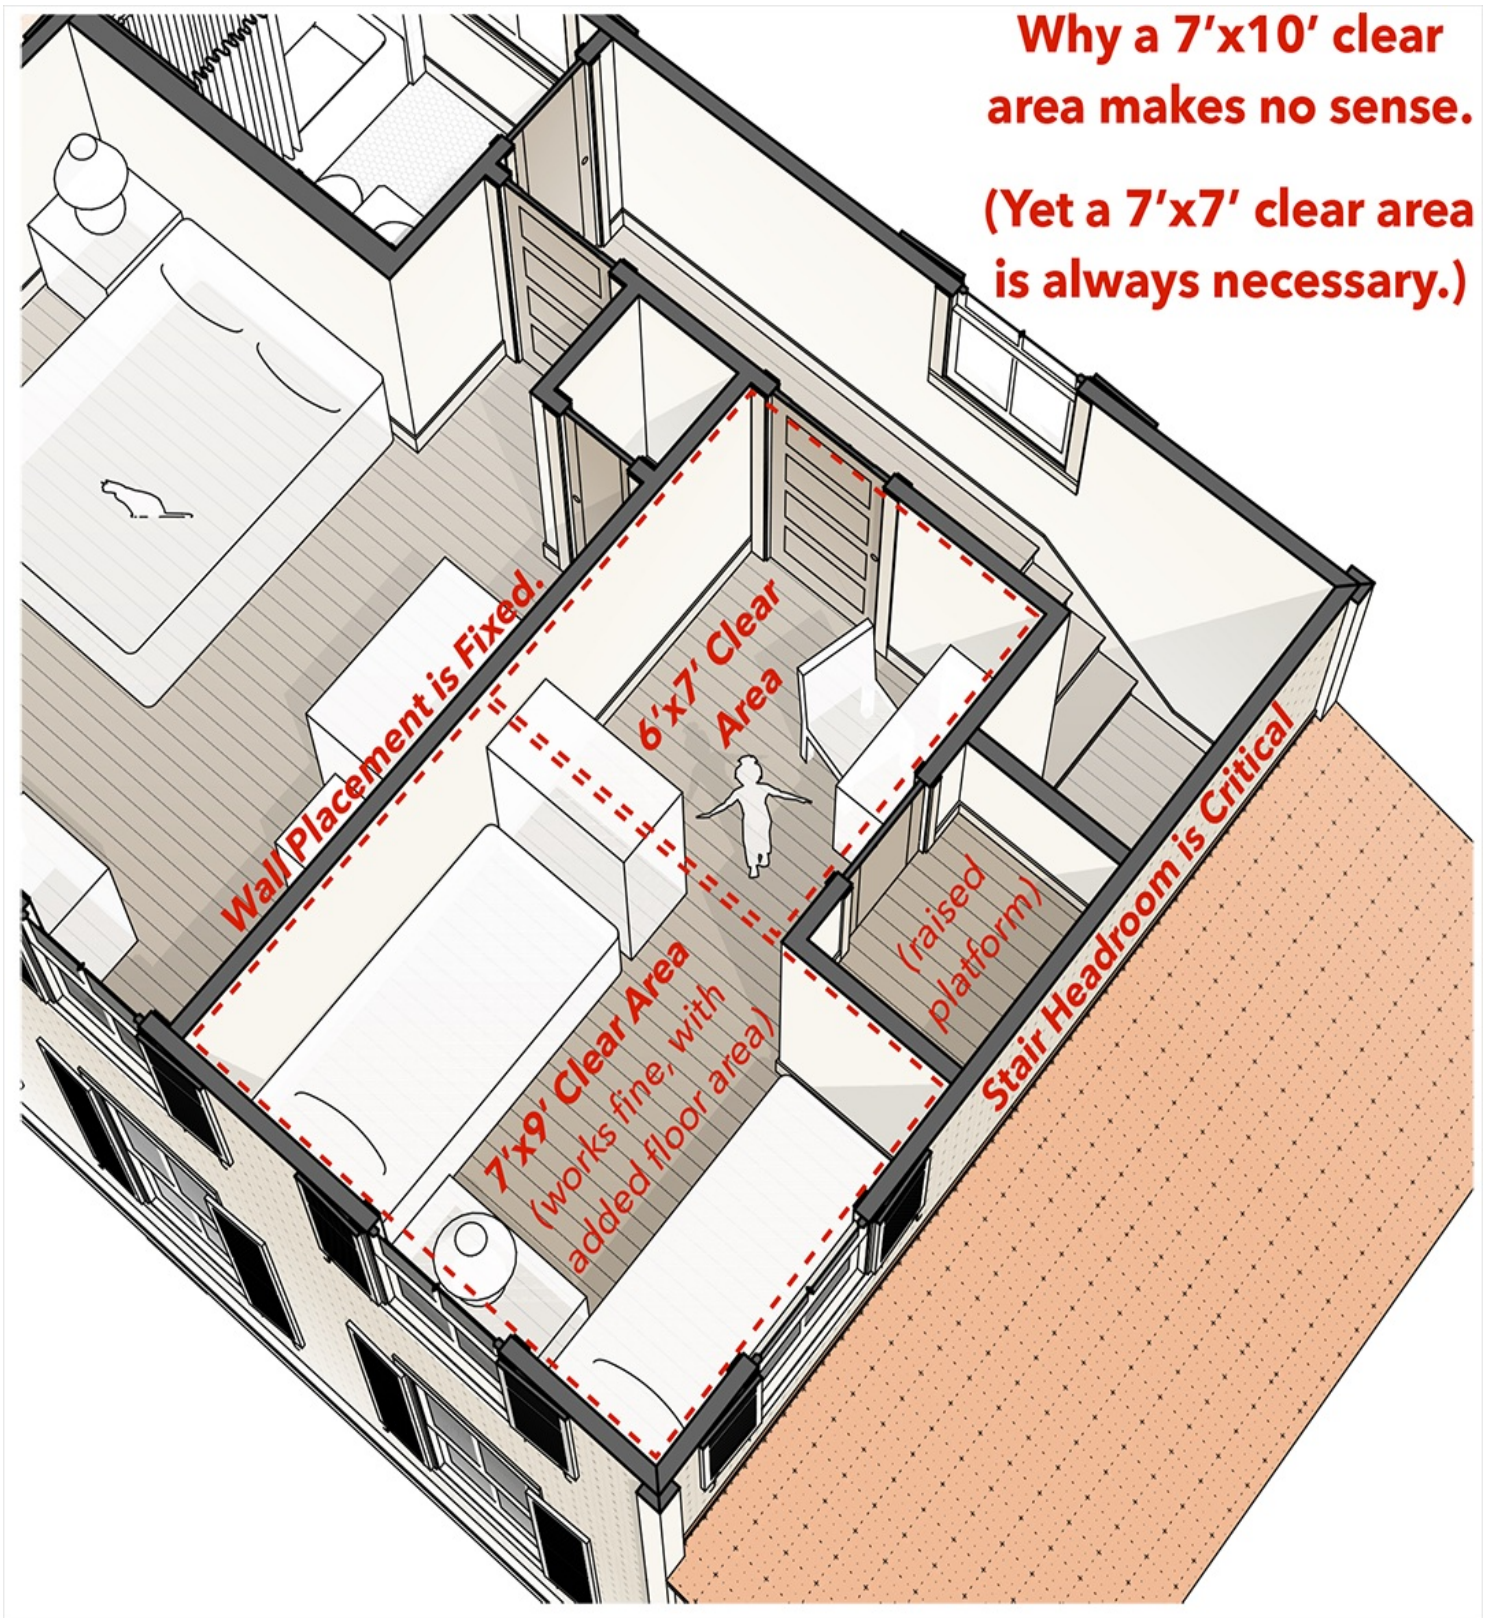 Why a 7’x10’ clear
area makes no sense.
(Yet a 7’x7’ clear area
is always necessary.)
Wall Placement is Fixed.
6’x7’ Clear
Area
(raised
platform)
Stair Headroom is Critical
7’x9’ Clear Area
(works fine, with
added floor area)